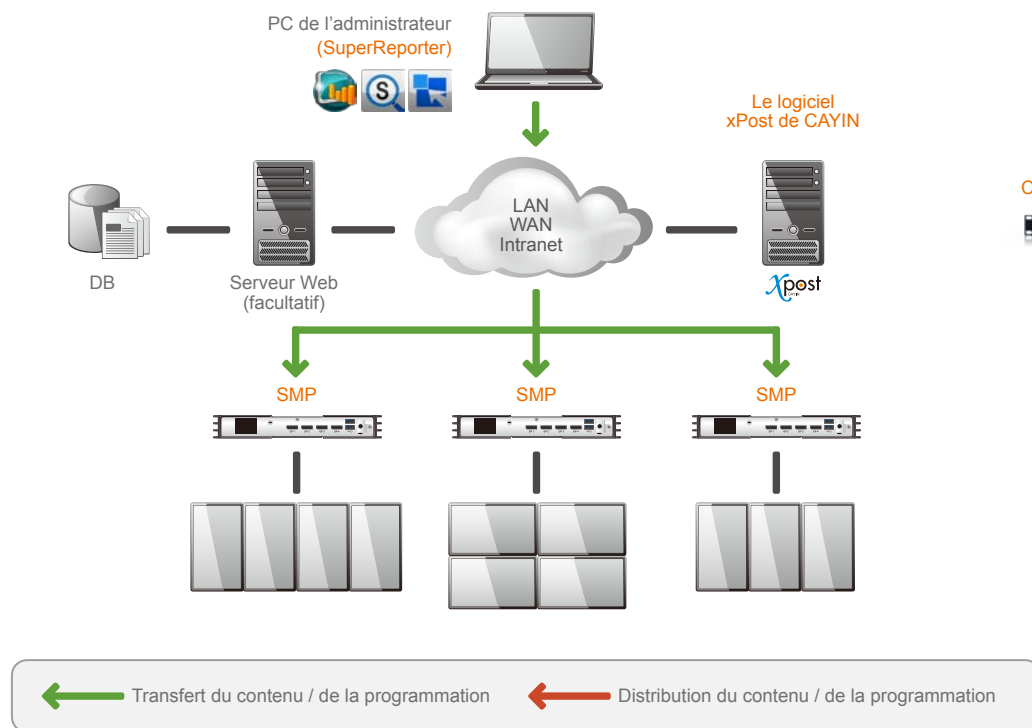 PC de l’administrateur
(SuperReporter)
S
Le logiciel
xPost de CAYIN
LAN
WAN
Intranet
DB
Serveur Web
(facultatif)
Xpost
CAYIN
SMP
SMP
SMP
Transfert du contenu / de la programmation
Distribution du contenu / de la programmation